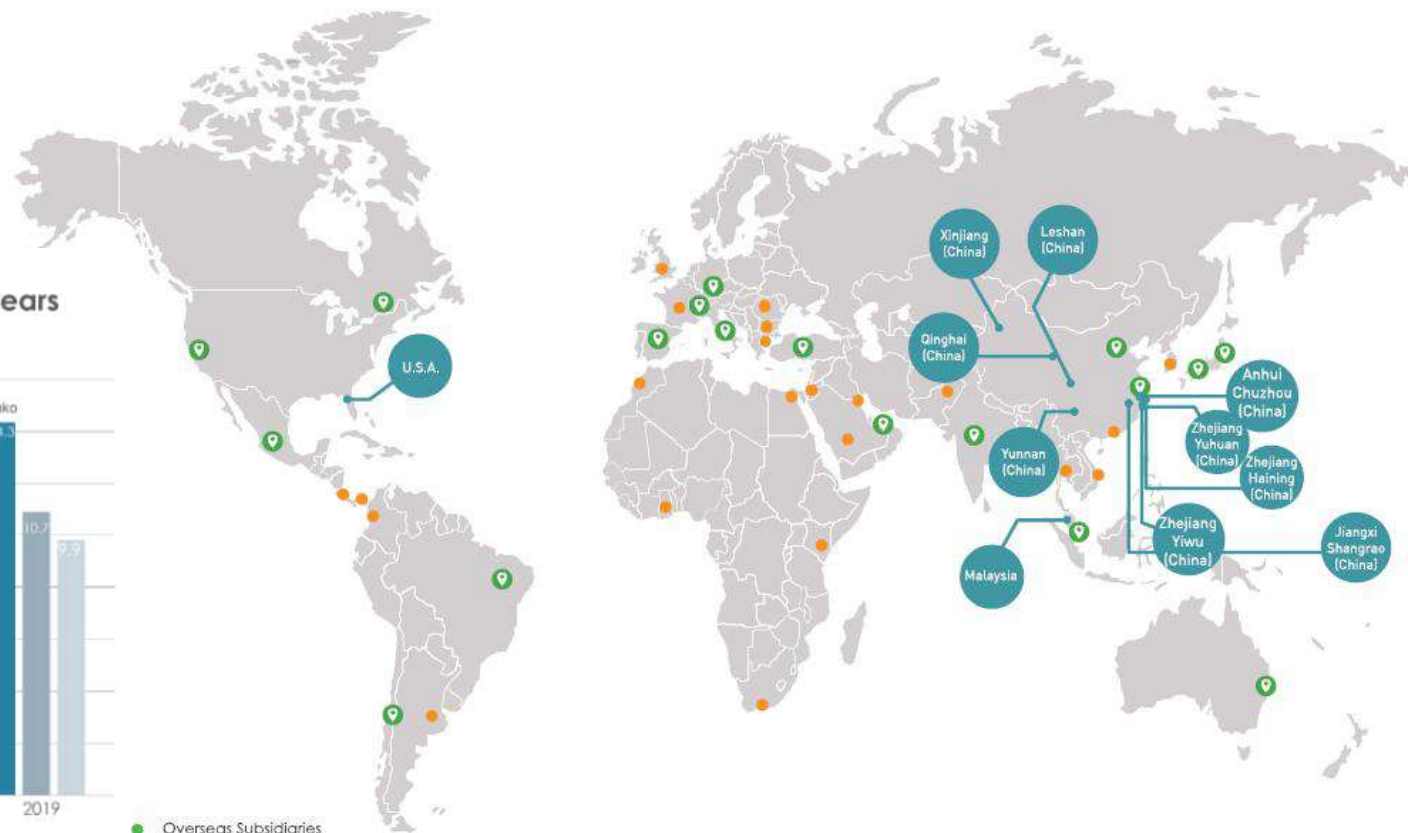 ears
ko
10,7
9,9
2019
Xinjiang
(China)
Leshan
(China)
Qinghai
(China)
U.S.A.
Anhui
Chuzhou
(China)
Zhejiang
Yuhuan
(China)
Yunnan
(China)
Zhejiang
Haining
(China)
Zhejiang
Yiwu
(China)
Jiangxi
Shangrao
(China)
Malaysia
Overseas Subsidiaries